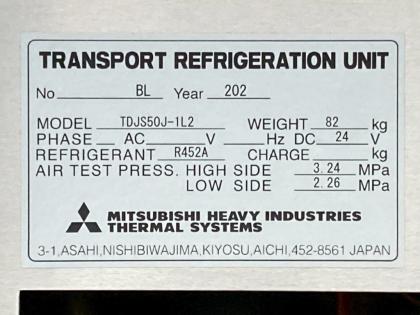 TRANSPORT REFRIGERATION UNIT
No BL Year 202
MODEL TDJS50J-1L2 WEIGHT 82 kg
PHASE AC V Hz DC 24 V
REFRIGERANT R452A CHARGE kg
AIR TEST PRESS. HIGH SIDE 3.24 MPa
LOW SIDE 2.26 MPa
MITSUBISHI HEAVY INDUSTRIES
THERMAL SYSTEMS
3-1,ASAHI,NISHIBIWAJIMA,KIYOSU,AICHI,452-8561 JAPAN